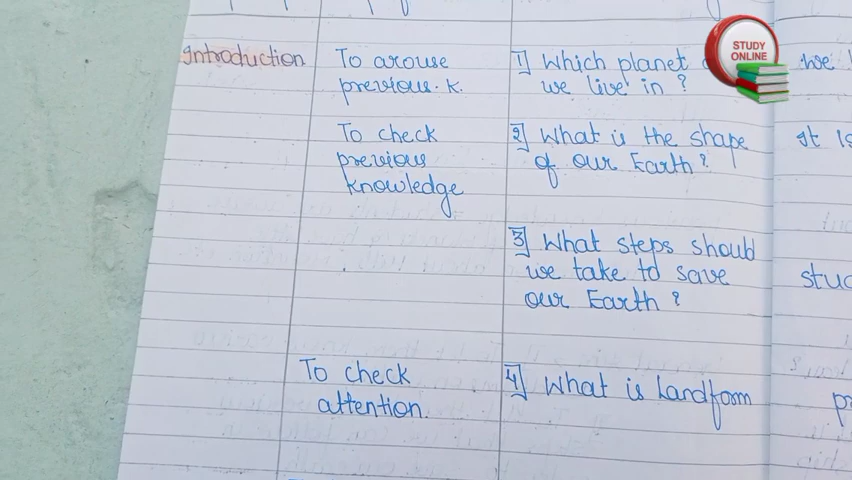 Introduction
To arouse
previous. K.
1] Which planet
we live in ?
we
To check
previous
knowledge
2] What is the shape
of our Earth ?
It is
3] What steps should
we take to save
our Earth ?
To check
attention.
4] What is landform
STUDY
ONLINE